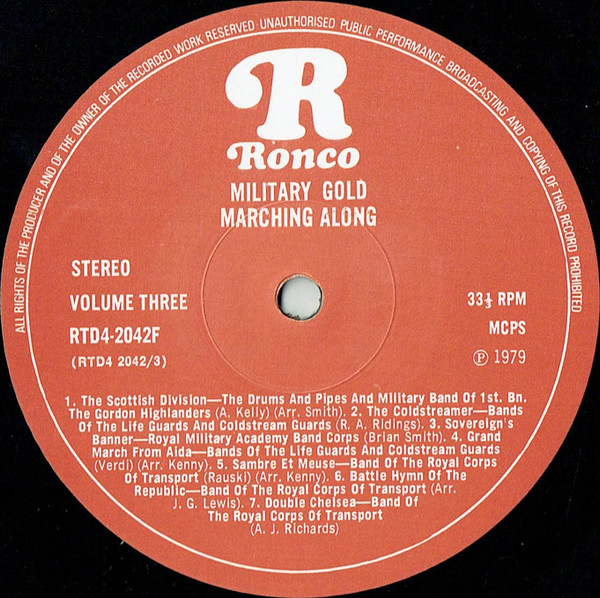 ALL RIGHTS OF THE PRODUCER AND OF THE OWNER OF THE RECORDED WORK RESERVED UNAUTHORISED PUBLIC PERFORMANCE BROADCASTING AND COPYING OF THIS RECORD PROHIBITED
R
Ronco
MILITARY GOLD
MARCHING ALONG
STEREO
VOLUME THREE
RTD4-2042F
(RTD4 2042/3)
33⅓ RPM
MCPS
℗ 1979
1. The Scottish Division—The Drums And Pipes And Military Band Of 1st. Bn.
The Gordon Highlanders (A. Kelly) (Arr. Smith). 2. The Coldstreamer—Bands
Of The Life Guards And Coldstream Guards (R. A. Ridings). 3. Sovereign's
Banner—Royal Military Academy Band Corps (Brian Smith). 4. Grand
March From Aida—Bands Of The Life Guards And Coldstream Guards
(Verdi) (Arr. Kenny). 5. Sambre Et Meuse—Band Of The Royal Corps
Of Transport (Rauski) (Arr. Kenny). 6. Battle Hymn Of The
Republic—Band Of The Royal Corps Of Transport (Arr.
J. G. Lewis). 7. Double Chelsea—Band Of
The Royal Corps Of Transport
(A. J. Richards)